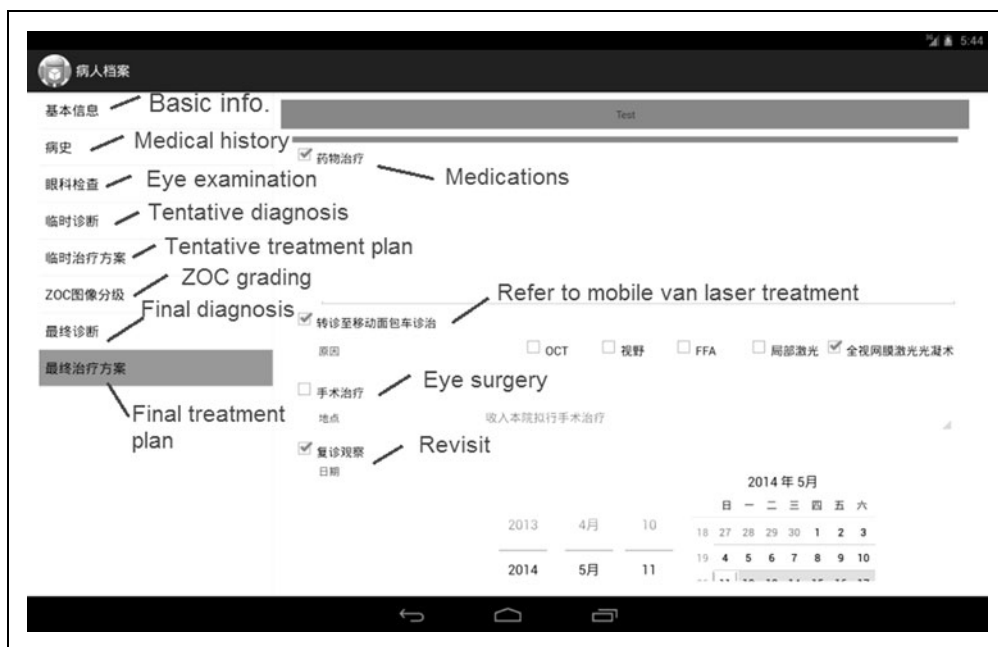 3G 5:44
病人档案
基本信息 Basic info.
Test
病史 Medical history
药物治疗
Medications
眼科检查 Eye examination
临时诊断 Tentative diagnosis
临时治疗方案 Tentative treatment plan
ZOC图像分级 ZOC grading
Refer to mobile van laser treatment
最终诊断 Final diagnosis
转诊至移动面包车诊治
原因 OCT 视野 FFA 局部激光 全视网膜激光光凝术
最终治疗方案
Final treatment
plan
手术治疗 Eye surgery
地点 收入本院拟行手术治疗
复诊观察 Revisit
日期
2014年5月
日 一 二 三 四 五 六
2013 4月 10
18 27 28 29 30 1 2 3
19 4 5 6 7 8 9 10
2014 5月 11